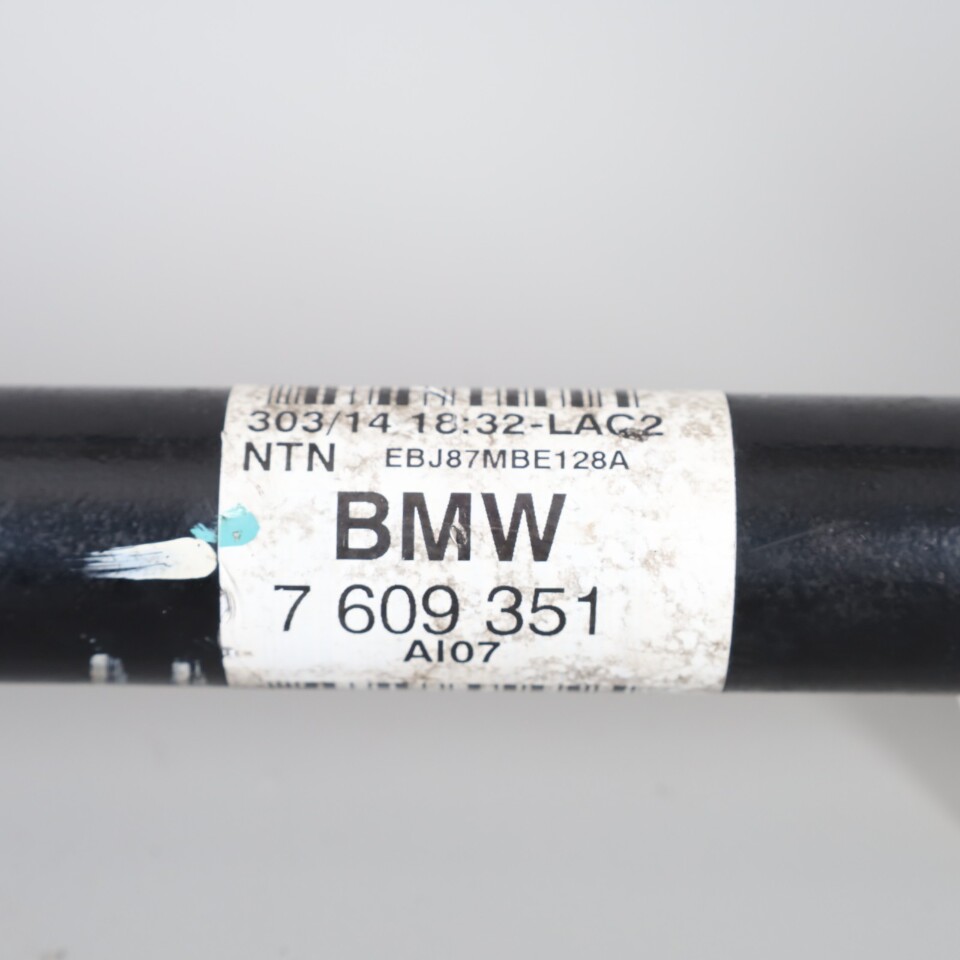 303/14 18:32-LAC2
NTN EBJ87MBE128A
BMW
7 609 351
AI07